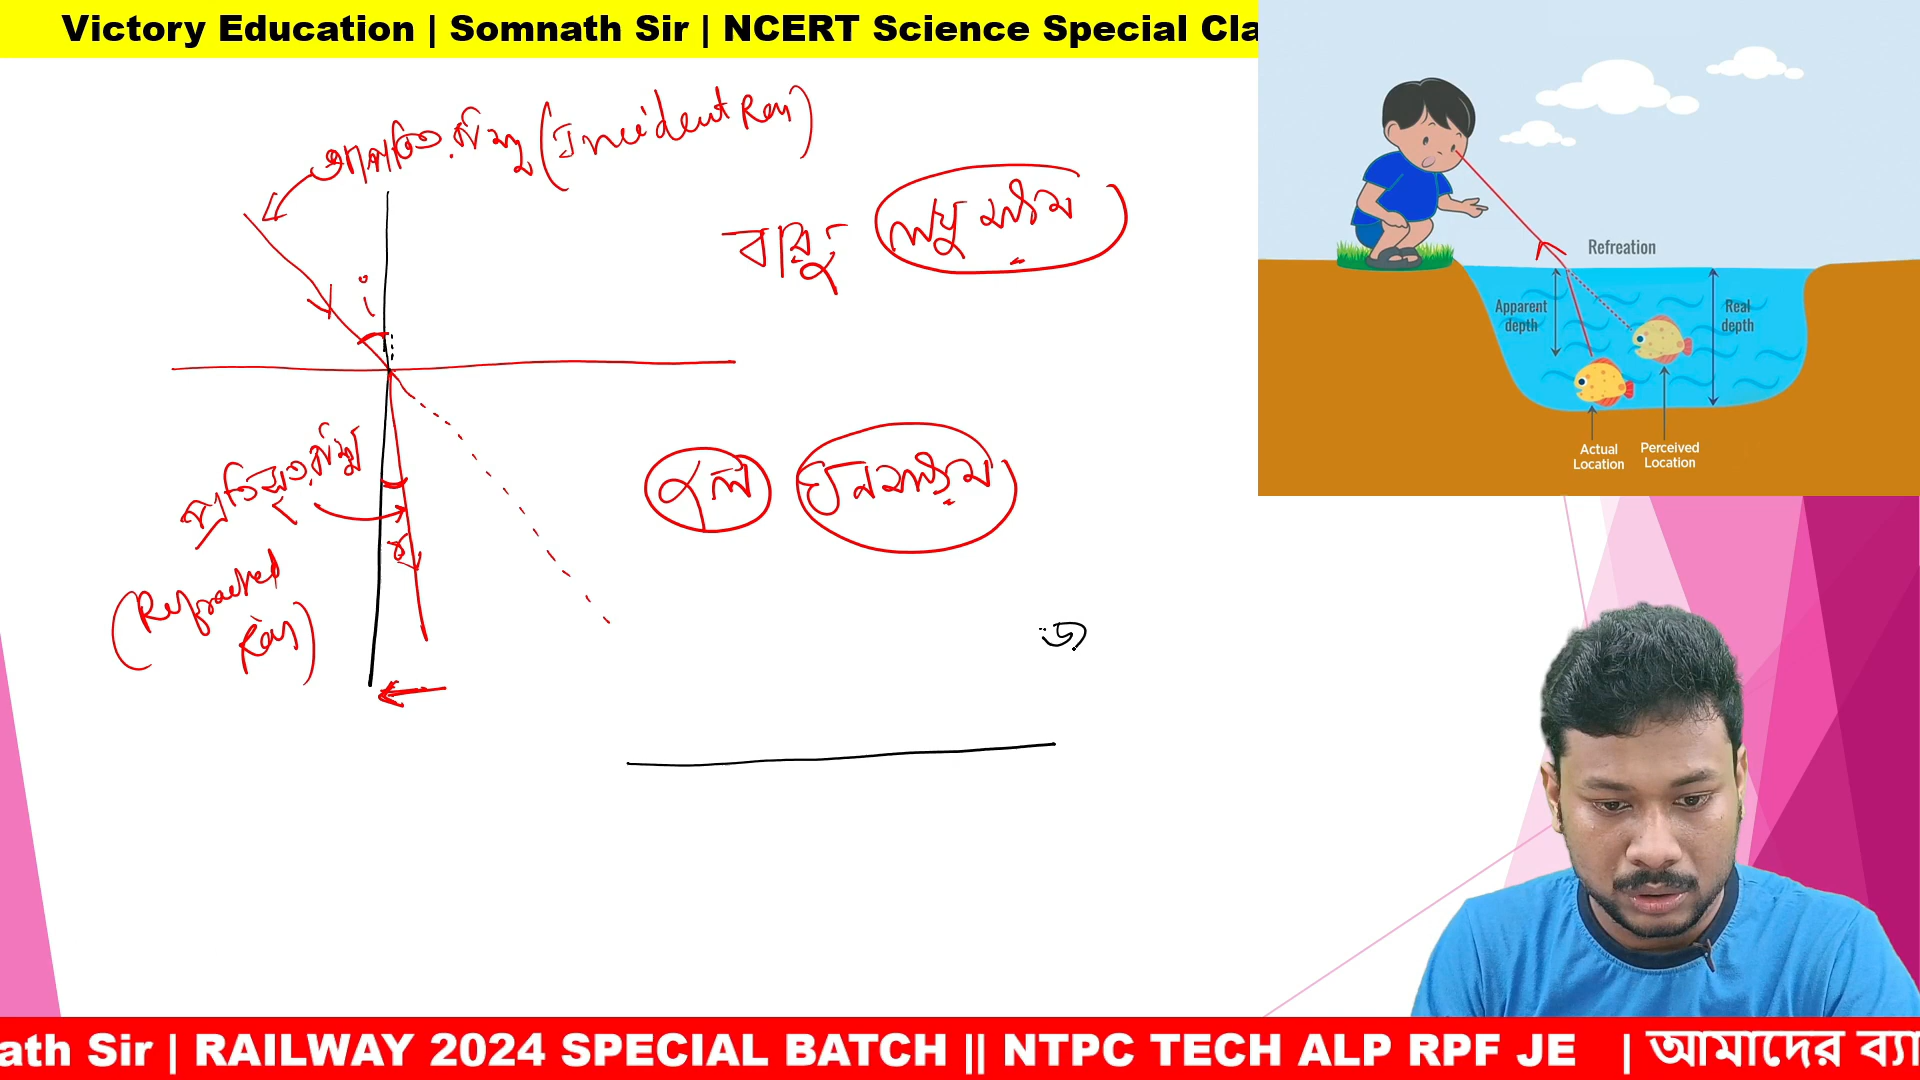 Victory Education | Somnath Sir | NCERT Science Special Cla
আপতিত রশ্মি (Incident Ray)
i
বায়ু লঘু মাধ্যম
Refreation
Apparent depth
Real depth
Actual Location
Perceived Location
প্রতিসৃত রশ্মি
জল ঘন মাধ্যম
r
(Refracted Ray)
ath Sir | RAILWAY 2024 SPECIAL BATCH || NTPC TECH ALP RPF JE | আমাদের ব্যা